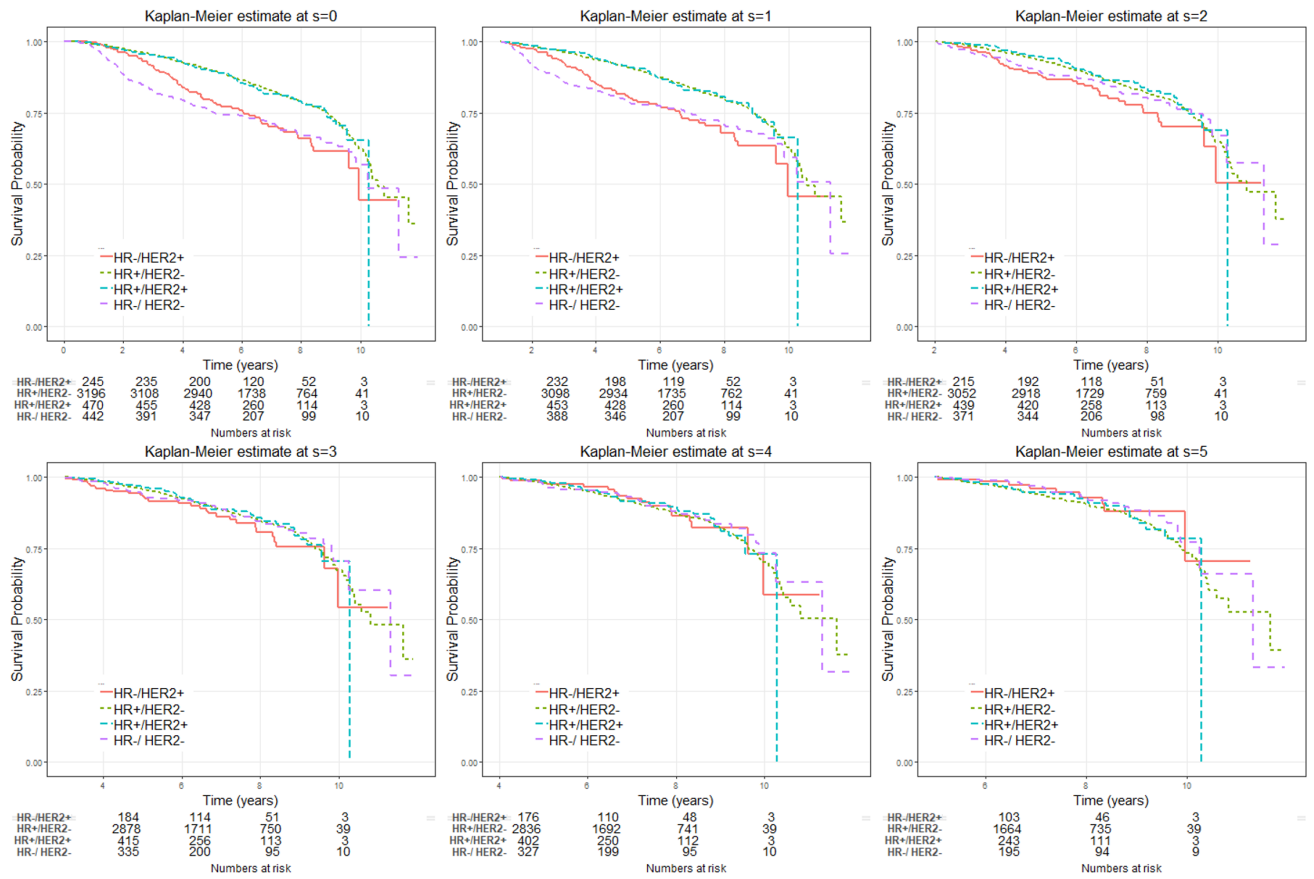 Kaplan-Meier estimate at s=0
Survival Probability
1.00
0.75
0.50
0.25
0.00
HR-/HER2+
HR+/HER2-
HR+/HER2+
HR-/ HER2-
0 2 4 6 8 10
Time (years)
HR-/HER2+ 245 235 200 120 52 3
HR+/HER2- 3196 3108 2940 1738 764 41
HR+/HER2+ 470 455 428 260 114 3
HR-/ HER2- 442 391 347 207 99 10
Numbers at risk
Kaplan-Meier estimate at s=1
Survival Probability
1.00
0.75
0.50
0.25
0.00
HR-/HER2+
HR+/HER2-
HR+/HER2+
HR-/ HER2-
2 4 6 8 10
Time (years)
HR-/HER2+ 232 198 119 52 3
HR+/HER2- 3098 2934 1735 762 41
HR+/HER2+ 453 428 260 114 3
HR-/ HER2- 388 346 207 99 10
Numbers at risk
Kaplan-Meier estimate at s=2
Survival Probability
1.00
0.75
0.50
0.25
0.00
HR-/HER2+
HR+/HER2-
HR+/HER2+
HR-/ HER2-
2 4 6 8 10
Time (years)
HR-/HER2+ 215 192 118 51 3
HR+/HER2- 3052 2918 1729 759 41
HR+/HER2+ 439 420 258 113 3
HR-/ HER2- 371 344 206 98 10
Numbers at risk
Kaplan-Meier estimate at s=3
Survival Probability
1.00
0.75
0.50
0.25
0.00
HR-/HER2+
HR+/HER2-
HR+/HER2+
HR-/ HER2-
4 6 8 10
Time (years)
HR-/HER2+ 184 114 51 3
HR+/HER2- 2878 1711 750 39
HR+/HER2+ 415 256 113 3
HR-/ HER2- 335 200 95 10
Numbers at risk
Kaplan-Meier estimate at s=4
Survival Probability
1.00
0.75
0.50
0.25
0.00
HR-/HER2+
HR+/HER2-
HR+/HER2+
HR-/ HER2-
4 6 8 10
Time (years)
HR-/HER2+ 176 110 48 3
HR+/HER2- 2836 1692 741 39
HR+/HER2+ 402 250 112 3
HR-/ HER2- 327 199 95 10
Numbers at risk
Kaplan-Meier estimate at s=5
Survival Probability
1.00
0.75
0.50
0.25
0.00
HR-/HER2+
HR+/HER2-
HR+/HER2+
HR-/ HER2-
6 8 10
Time (years)
HR-/HER2+ 103 46 3
HR+/HER2- 1664 735 39
HR+/HER2+ 243 111 3
HR-/ HER2- 195 94 9
Numbers at risk